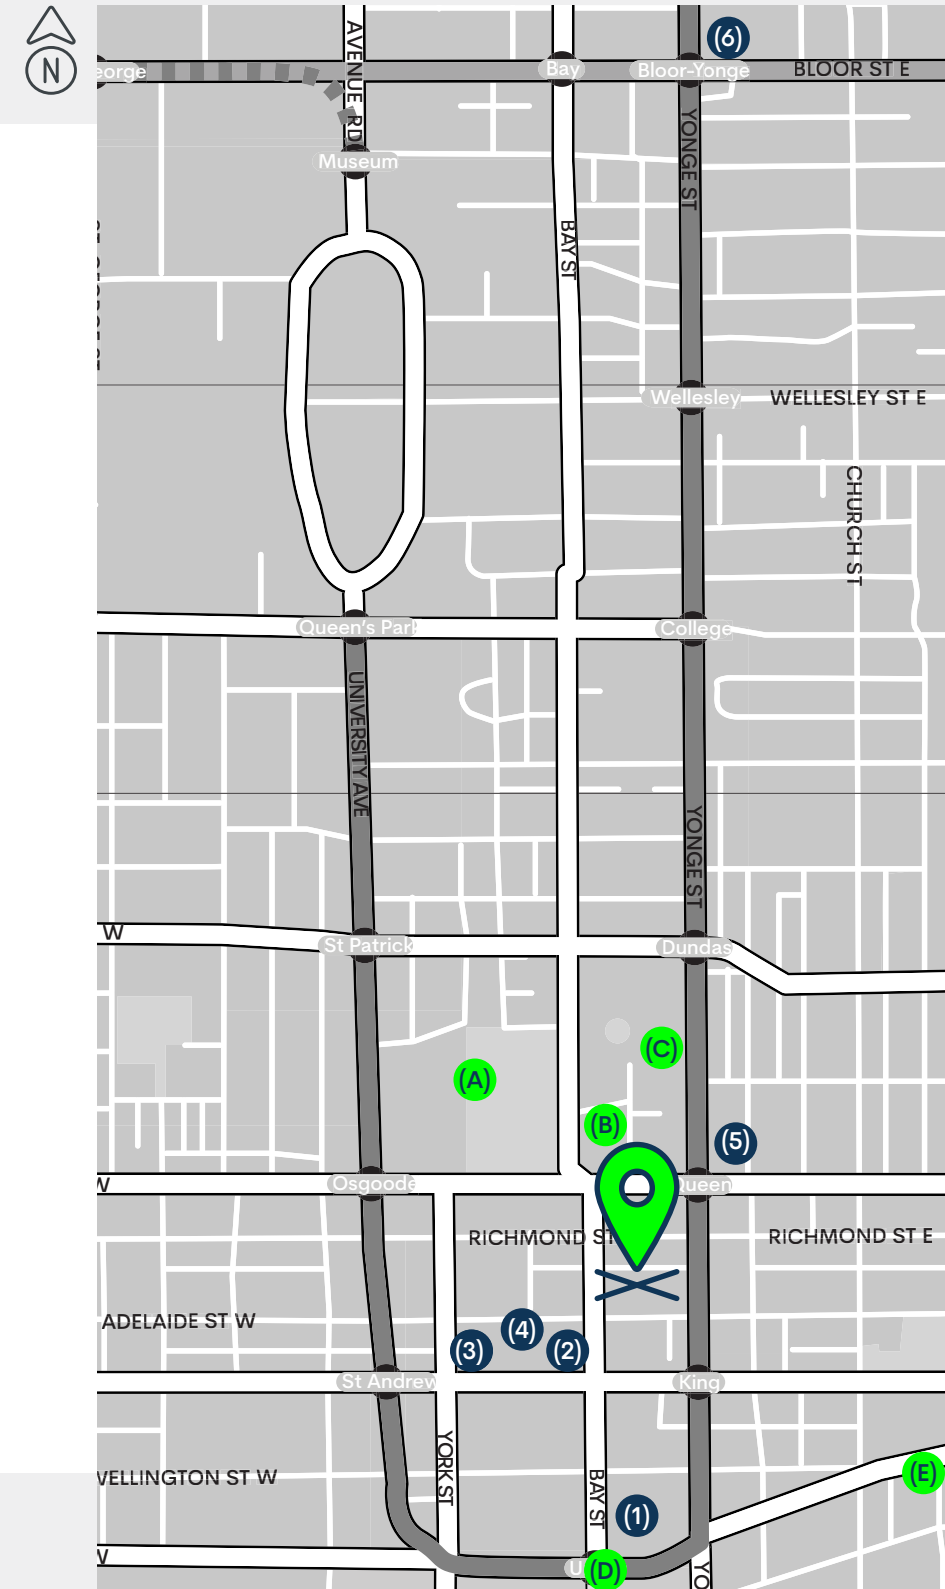 N
(6)
AVENUE RD
eorge
Bay
Bloor-Yonge
BLOOR ST E
YONGE ST
Museum
BAY ST
Wellesley
WELLESLEY ST E
CHURCH ST
Queen's Park
College
UNIVERSITY AVE
YONGE ST
W
St Patrick
Dundas
(C)
(A)
(B)
(5)
W
Osgoode
Queen
RICHMOND ST
RICHMOND ST E
ADELAIDE ST W
(4)
(3)
(2)
St Andrew
King
YORK ST
WELLINGTON ST W
BAY ST
(E)
(1)
W
U
(D)
YO